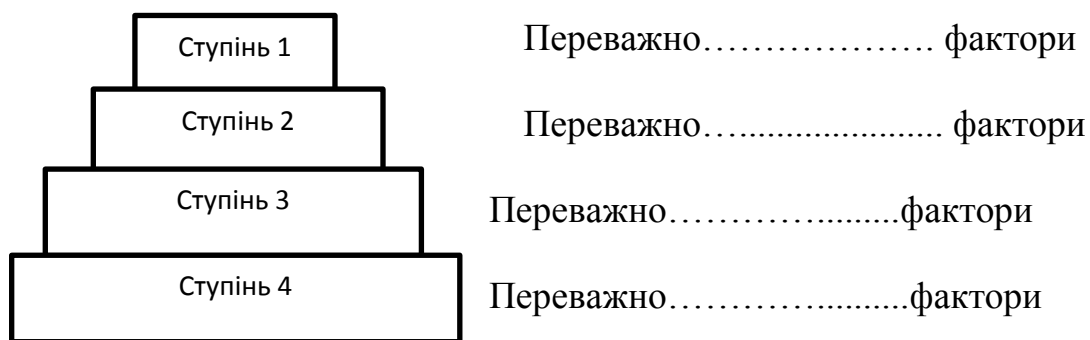 Ступінь 1
Переважно………………… фактори
Ступінь 2
Переважно…...................... фактори
Ступінь 3
Переважно………….........фактори
Ступінь 4
Переважно…………..........фактори